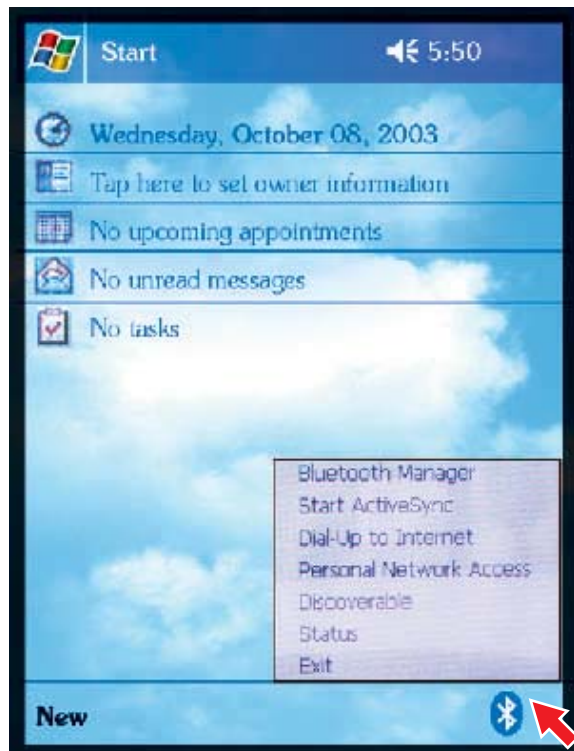 Start 5:50
Wednesday, October 08, 2003
Tap here to set owner information
No upcoming appointments
No unread messages
No tasks
Bluetooth Manager
Start ActiveSync
Dial-Up to Internet
Personal Network Access
Discoverable
Status
Exit
New